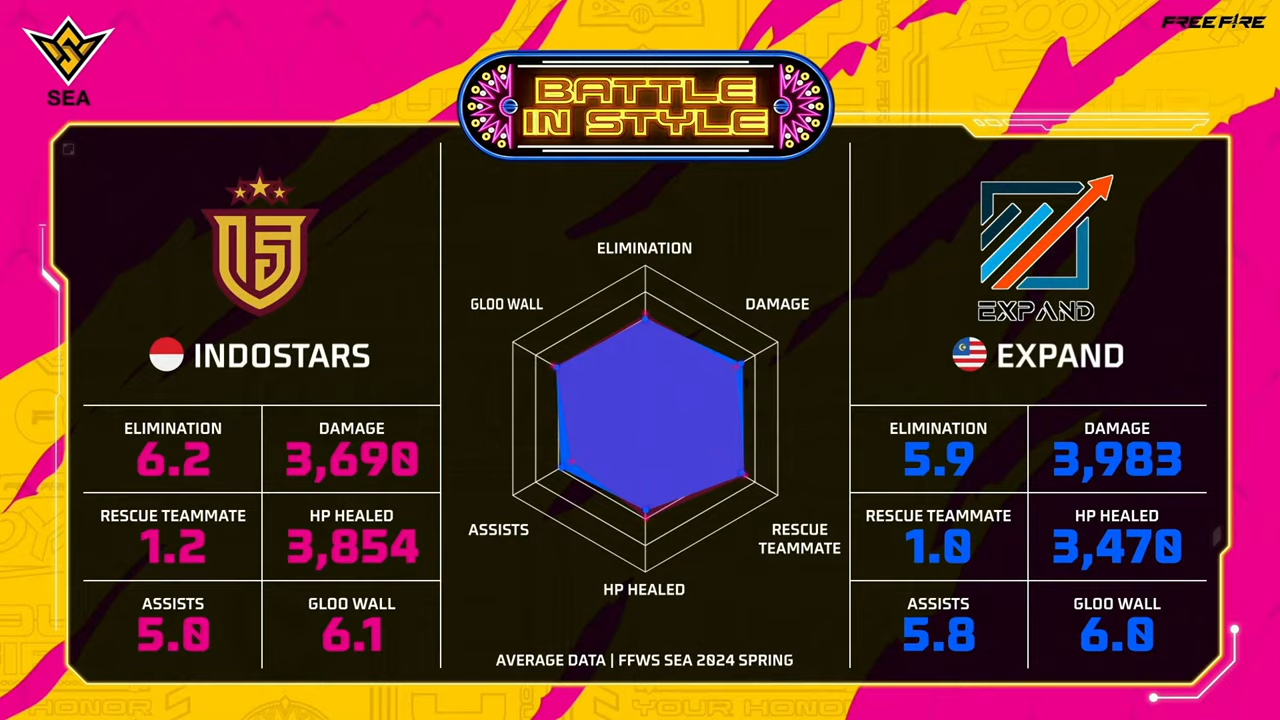 FREE FIRE
SEA
BATTLE
IN STYLE
INDOSTARS
ELIMINATION
6.2
DAMAGE
3,690
RESCUE TEAMMATE
1.2
HP HEALED
3,854
ASSISTS
5.0
GLOO WALL
6.1
ELIMINATION
GLOO WALL
DAMAGE
ASSISTS
RESCUE
TEAMMATE
HP HEALED
AVERAGE DATA | FFWS SEA 2024 SPRING
EXPAND
EXPAND
ELIMINATION
5.9
DAMAGE
3,983
RESCUE TEAMMATE
1.0
HP HEALED
3,470
ASSISTS
5.8
GLOO WALL
6.0
HONOR
YOUR HONOR